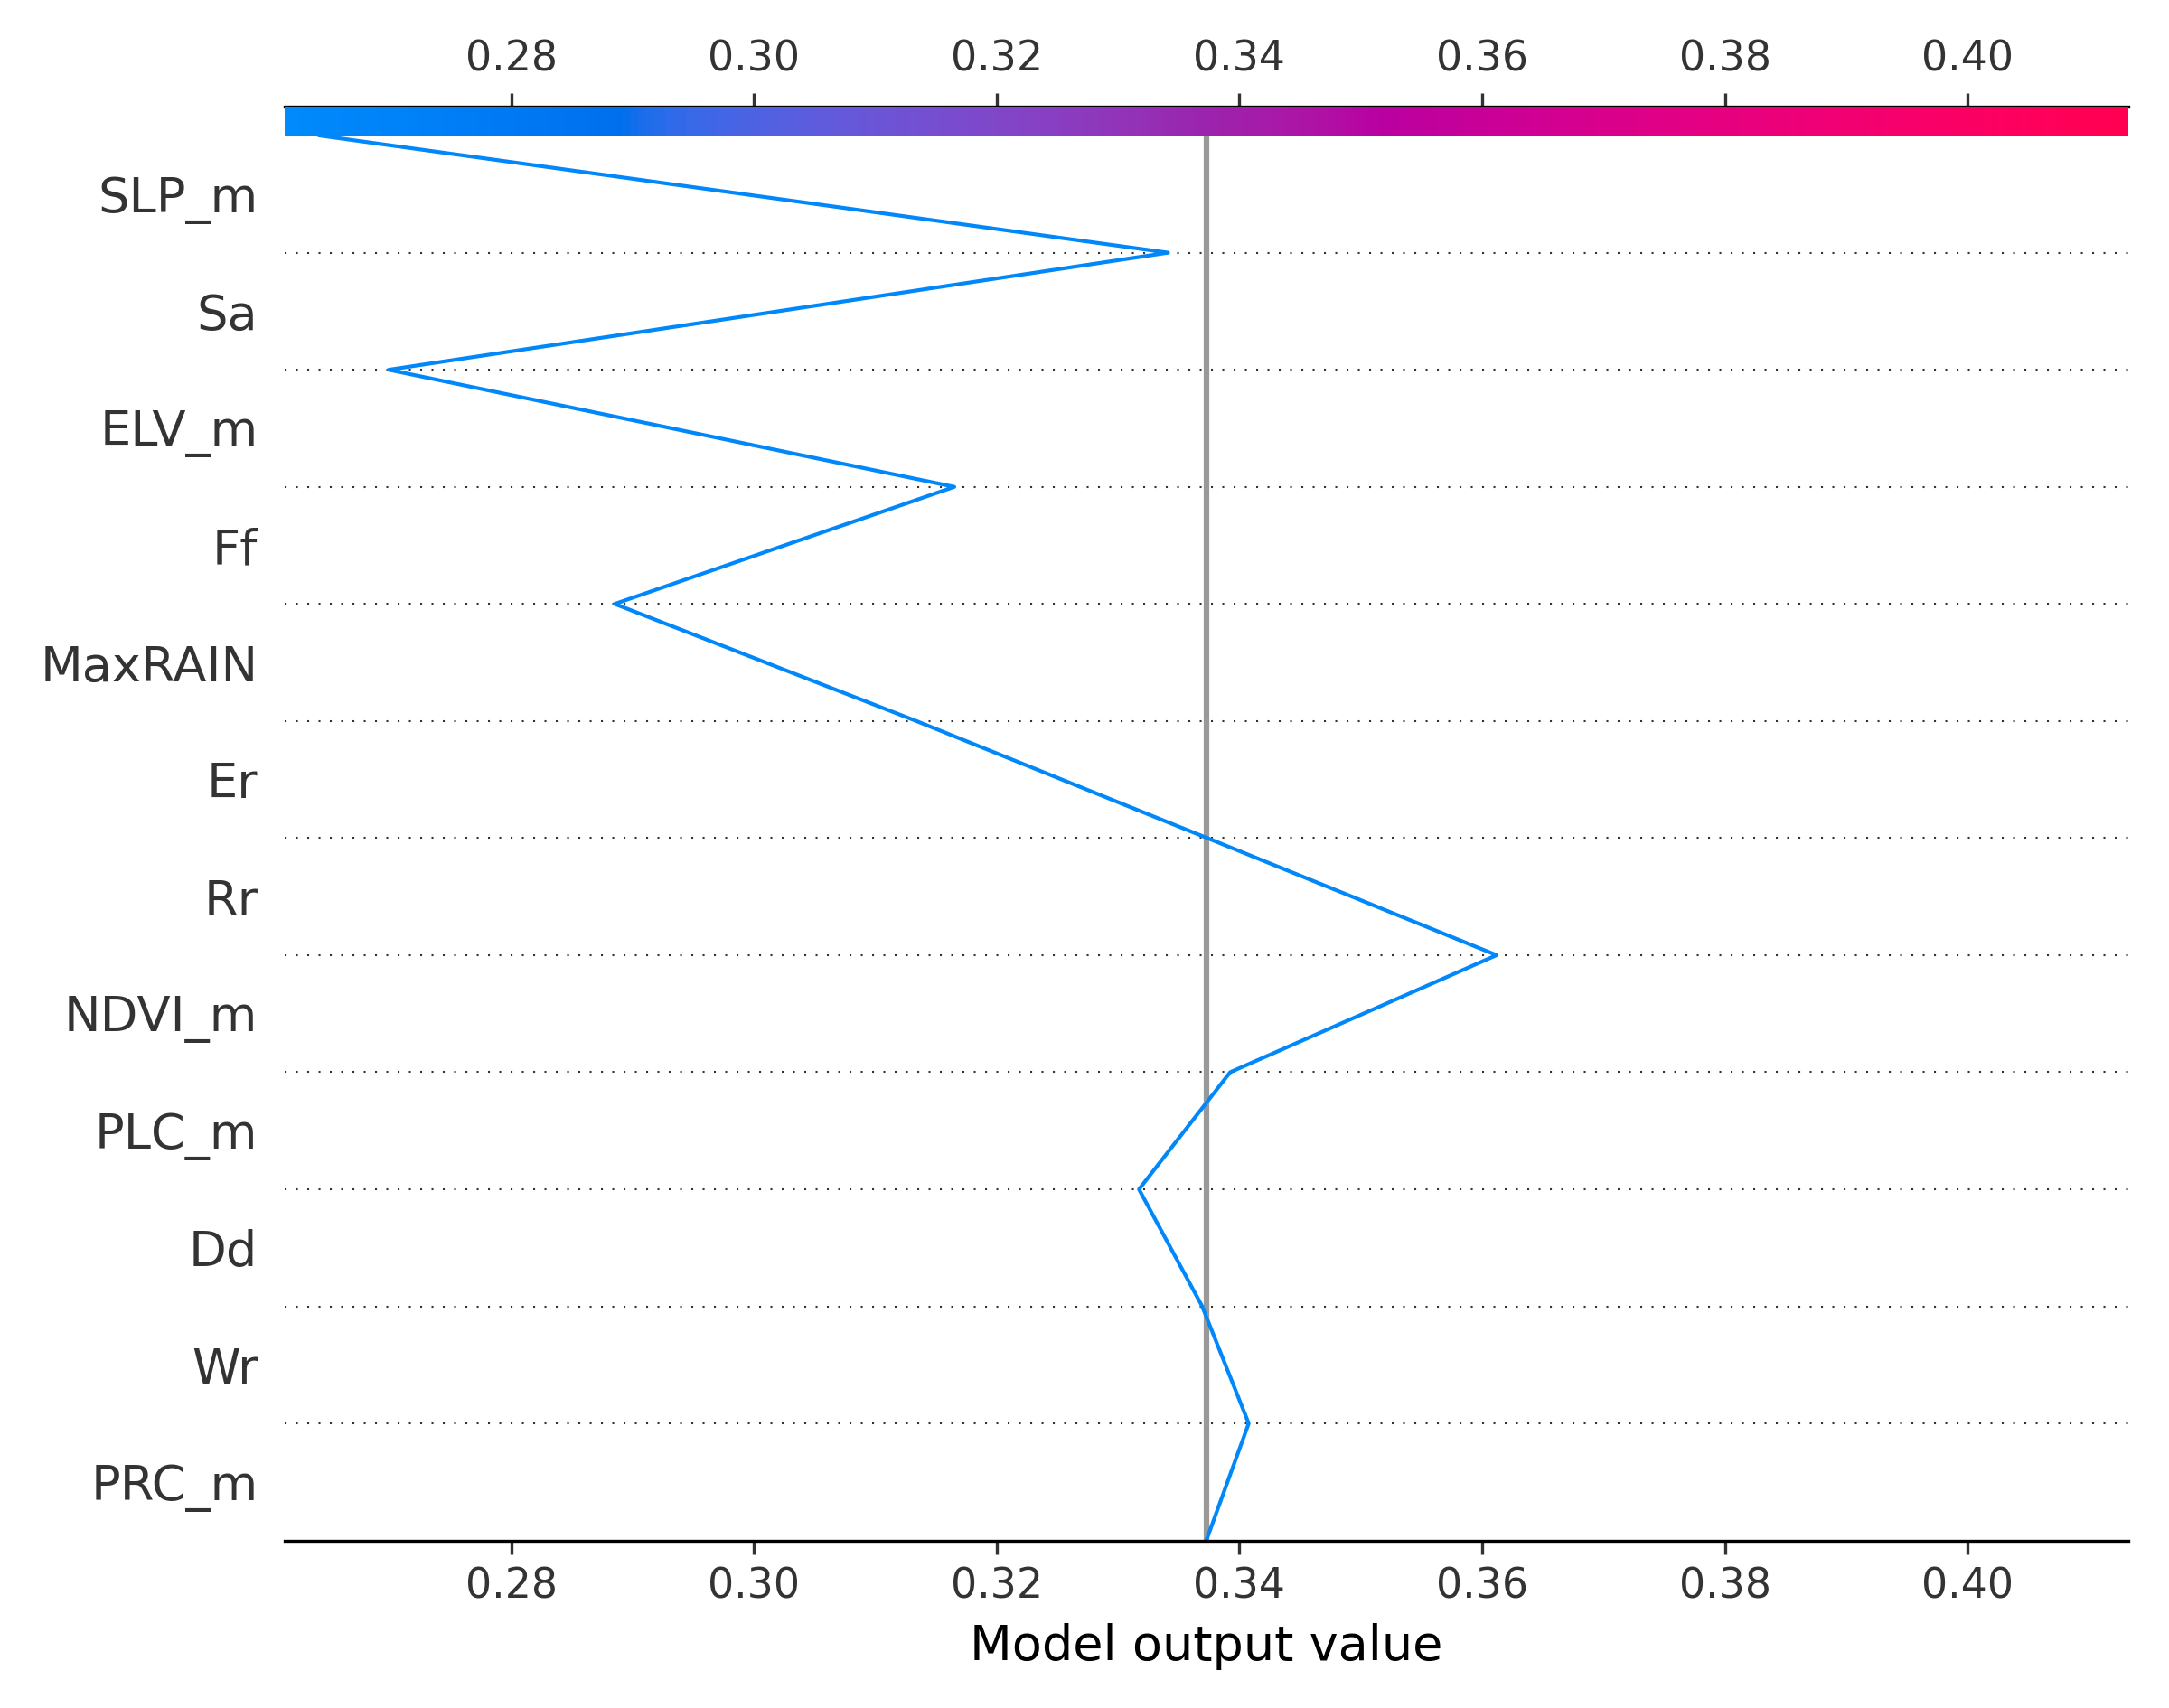 0.28 0.30 0.32 0.34 0.36 0.38 0.40
SLP_m
Sa
ELV_m
Ff
MaxRAIN
Er
Rr
NDVI_m
PLC_m
Dd
Wr
PRC_m
0.28 0.30 0.32 0.34 0.36 0.38 0.40
Model output value